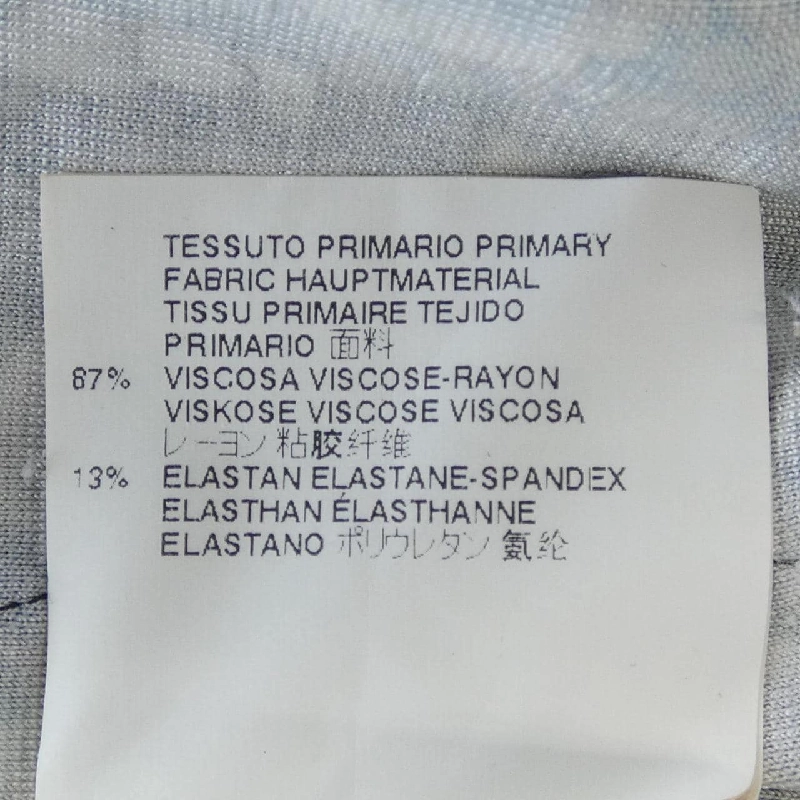 TESSUTO PRIMARIO PRIMARY
FABRIC HAUPTMATERIAL
TISSU PRIMAIRE TEJIDO
PRIMARIO 面料
87% VISCOSA VISCOSE-RAYON
VISKOSE VISCOSE VISCOSA
レーヨン 粘胶纤维
13% ELASTAN ELASTANE-SPANDEX
ELASTHAN ÉLASTHANNE
ELASTANO ポリウレタン 氨纶